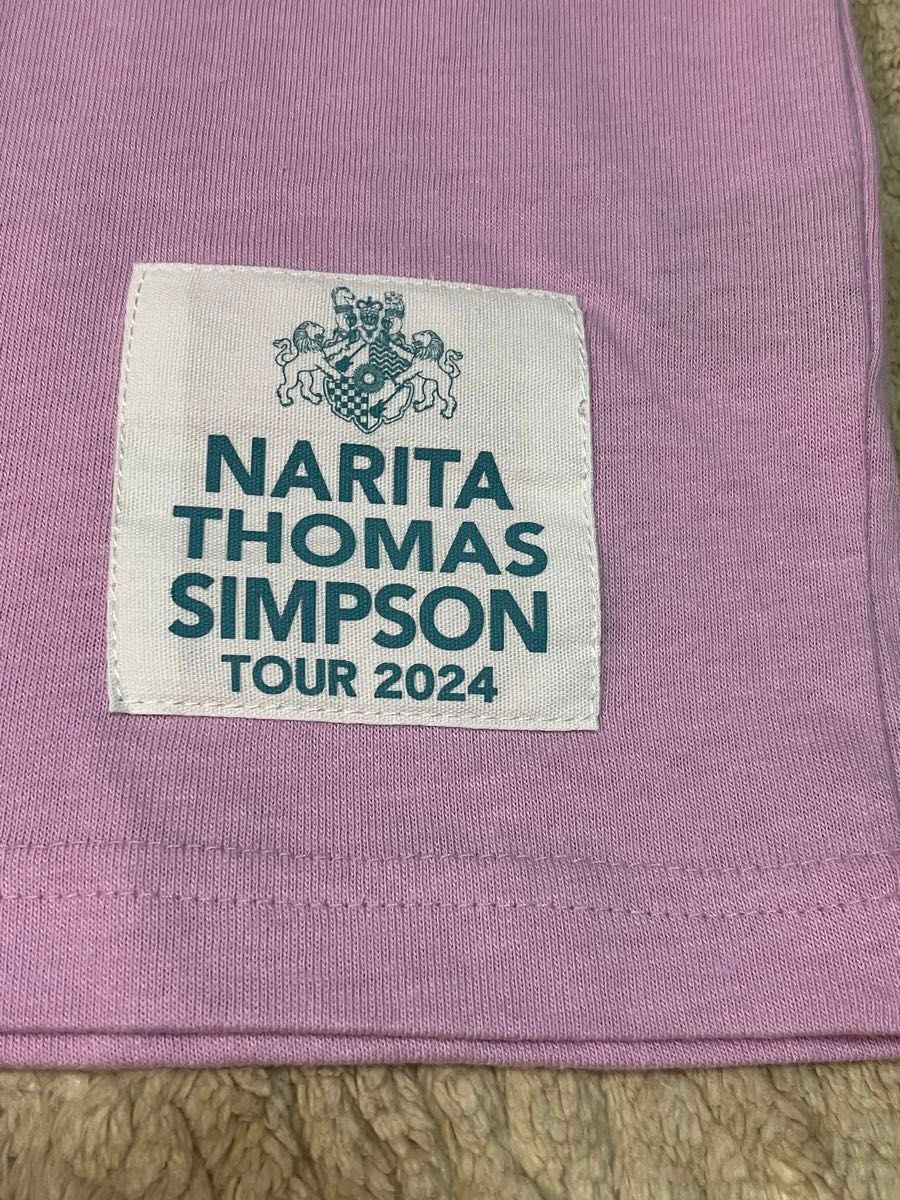 NARITA
THOMAS
SIMPSON
TOUR 2024